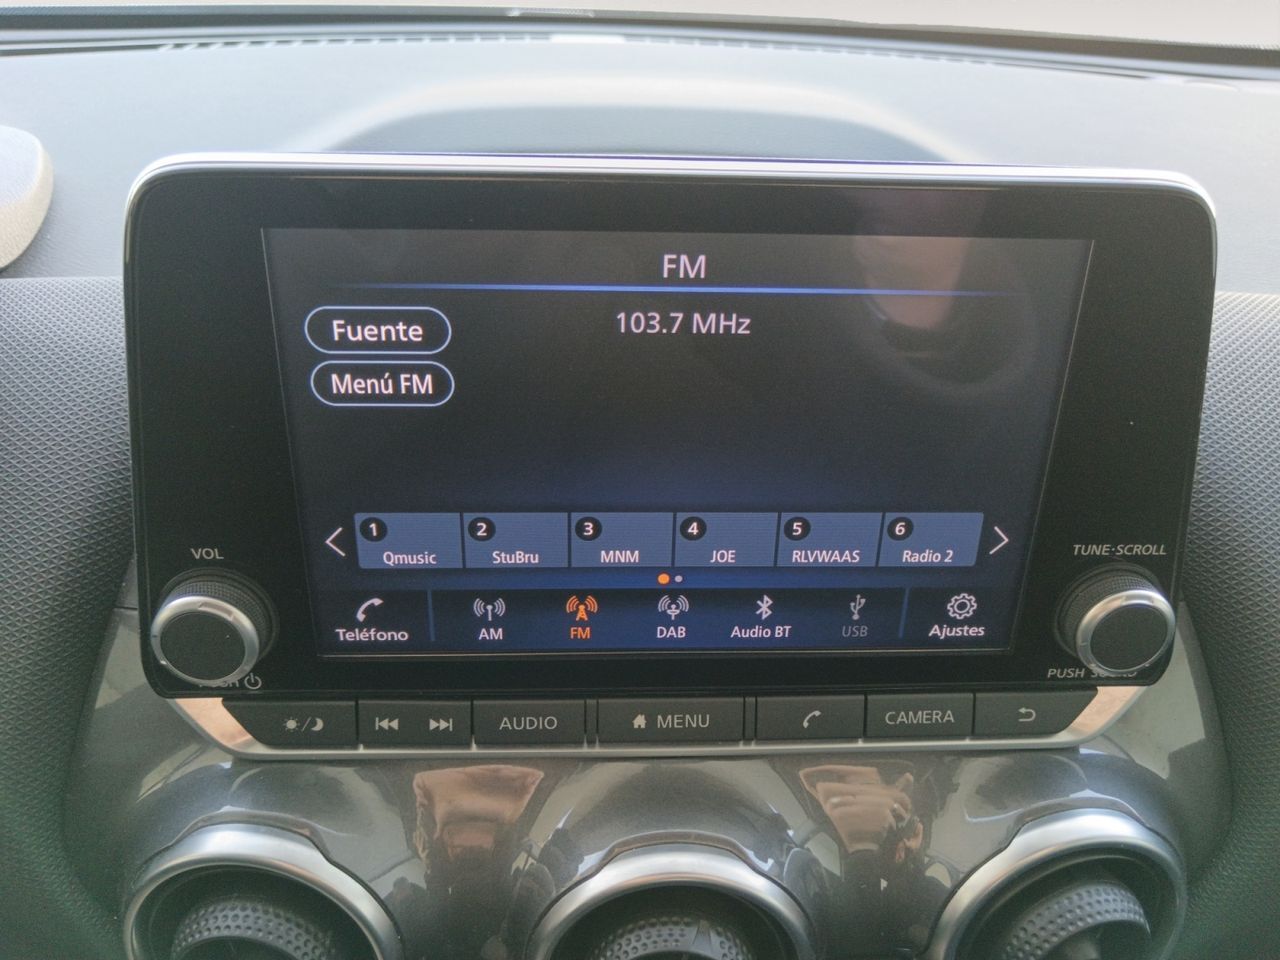 FM
103.7 MHz
Fuente
Menú FM
1 Qmusic
2 StuBru
3 MNM
4 JOE
5 RLVWAAS
6 Radio 2
Teléfono
AM
FM
DAB
Audio BT
USB
Ajustes
VOL
TUNE·SCROLL
PUSH
AUDIO
MENU
CAMERA